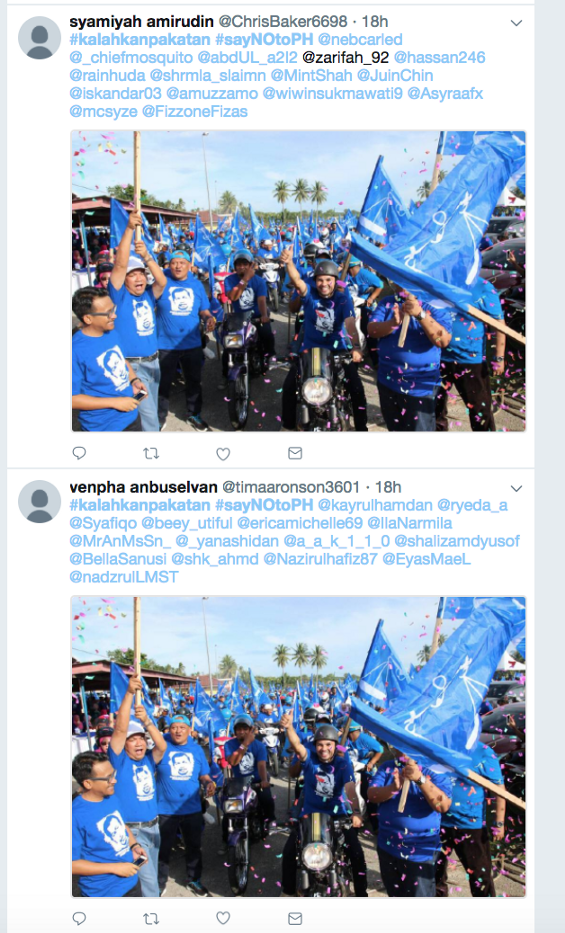 syamiyah amirudin @ChrisBaker6698 · 18h
#kalahkanpakatan #sayNOtoPH @nebcarled
@_chiefmosquito @abdUL_a2l2 @zarifah_92 @hassan246
@rainhuda @shrmla_slaimn @MintShah @JuinChin
@iskandar03 @amuzzamo @wiwinsukmawati9 @Asyraafx
@mcsyze @FizzoneFizas
venpha anbuselvan @timaaronson3601 · 18h
#kalahkanpakatan #sayNOtoPH @kayrulhamdan @ryeda_a
@Syafiqo @beey_utiful @ericamichelle69 @IlaNarmila
@MrAnMsSn_ @_yanashidan @a_a_k_1_1_0 @shalizamdyusof
@BellaSanusi @shk_ahmd @Nazirulhafiz87 @EyasMaeL
@nadzrulLMST